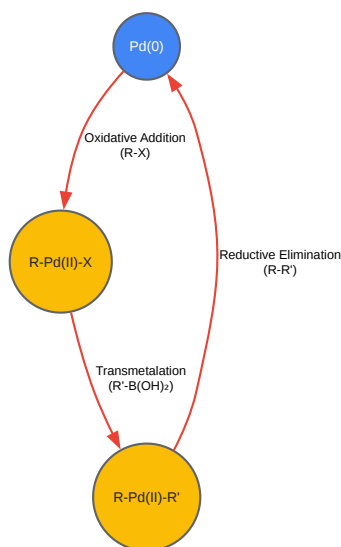 Pd(0)
Oxidative Addition
(R-X)
R-Pd(II)-X
Reductive Elimination
(R-R')
Transmetalation
(R'-B(OH)₂)
R-Pd(II)-R'